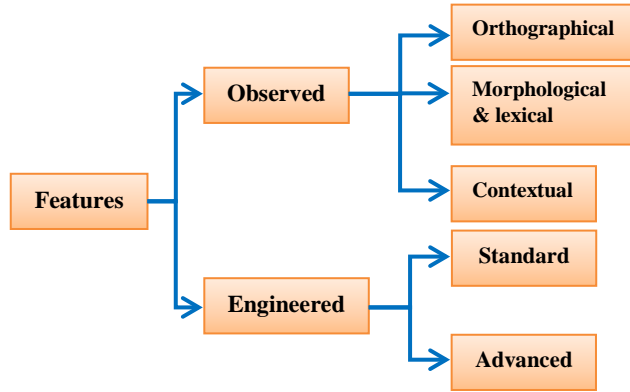 Orthographical
Observed
Morphological
& lexical
Features
Contextual
Standard
Engineered
Advanced